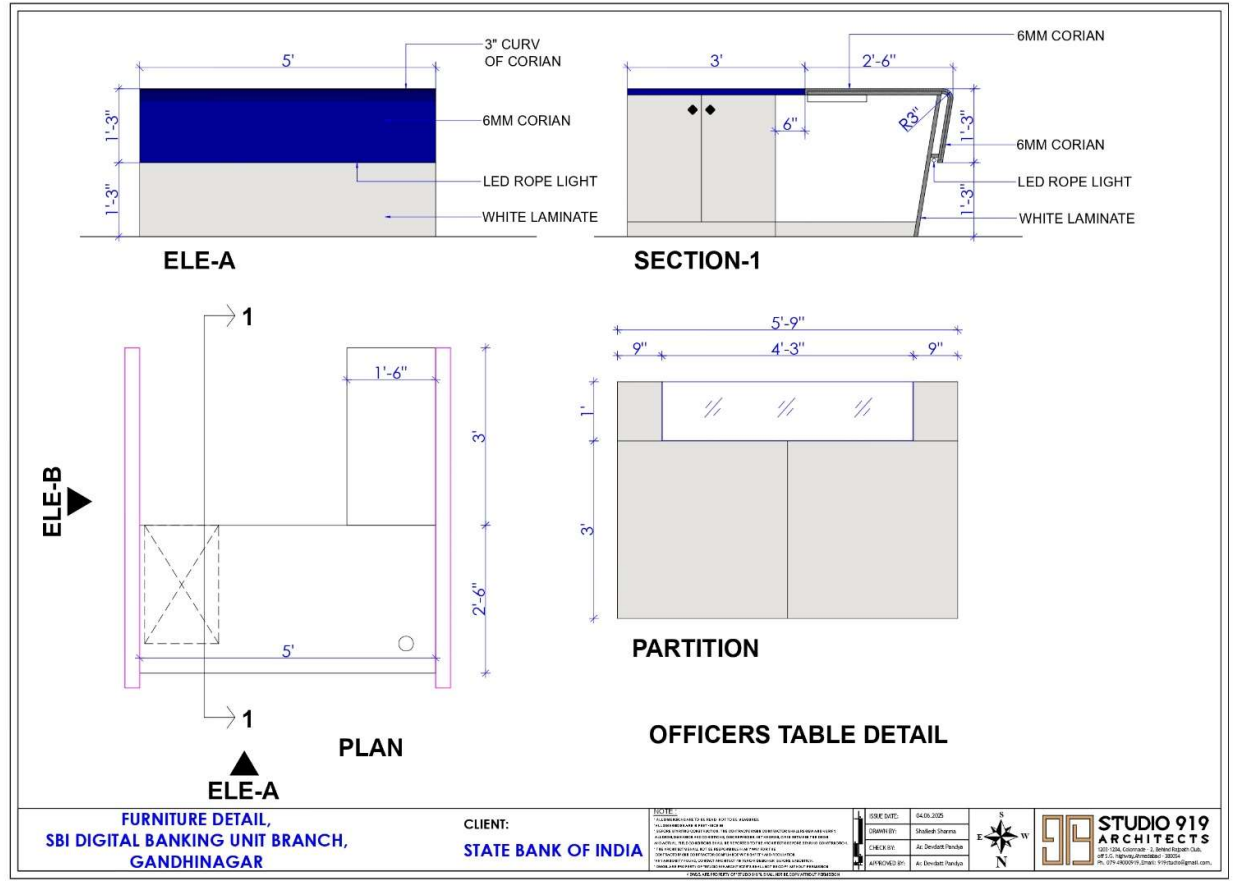 5'
3" CURV
OF CORIAN
1'-3"
6MM CORIAN
LED ROPE LIGHT
1'-3"
WHITE LAMINATE
ELE-A
6MM CORIAN
3'
2'-6"
R3"
6"
1'-3"
6MM CORIAN
LED ROPE LIGHT
1'-3"
WHITE LAMINATE
SECTION-1
1
1'-6"
3'
ELE-B
2'-6"
5'
1
PLAN
ELE-A
5'-9"
9"
4'-3"
9"
1'
3'
PARTITION
OFFICERS TABLE DETAIL
FURNITURE DETAIL,
SBI DIGITAL BANKING UNIT BRANCH,
GANDHINAGAR
CLIENT:
STATE BANK OF INDIA
NOTE:
ISSUE DATE: 04.06.2025
DRAWN BY: Shailesh Sharma
CHECK BY: Ar. Devdatt Pandya
APPROVED BY: Ar. Devdatt Pandya
S
E
W
N
919
STUDIO 919
ARCHITECTS